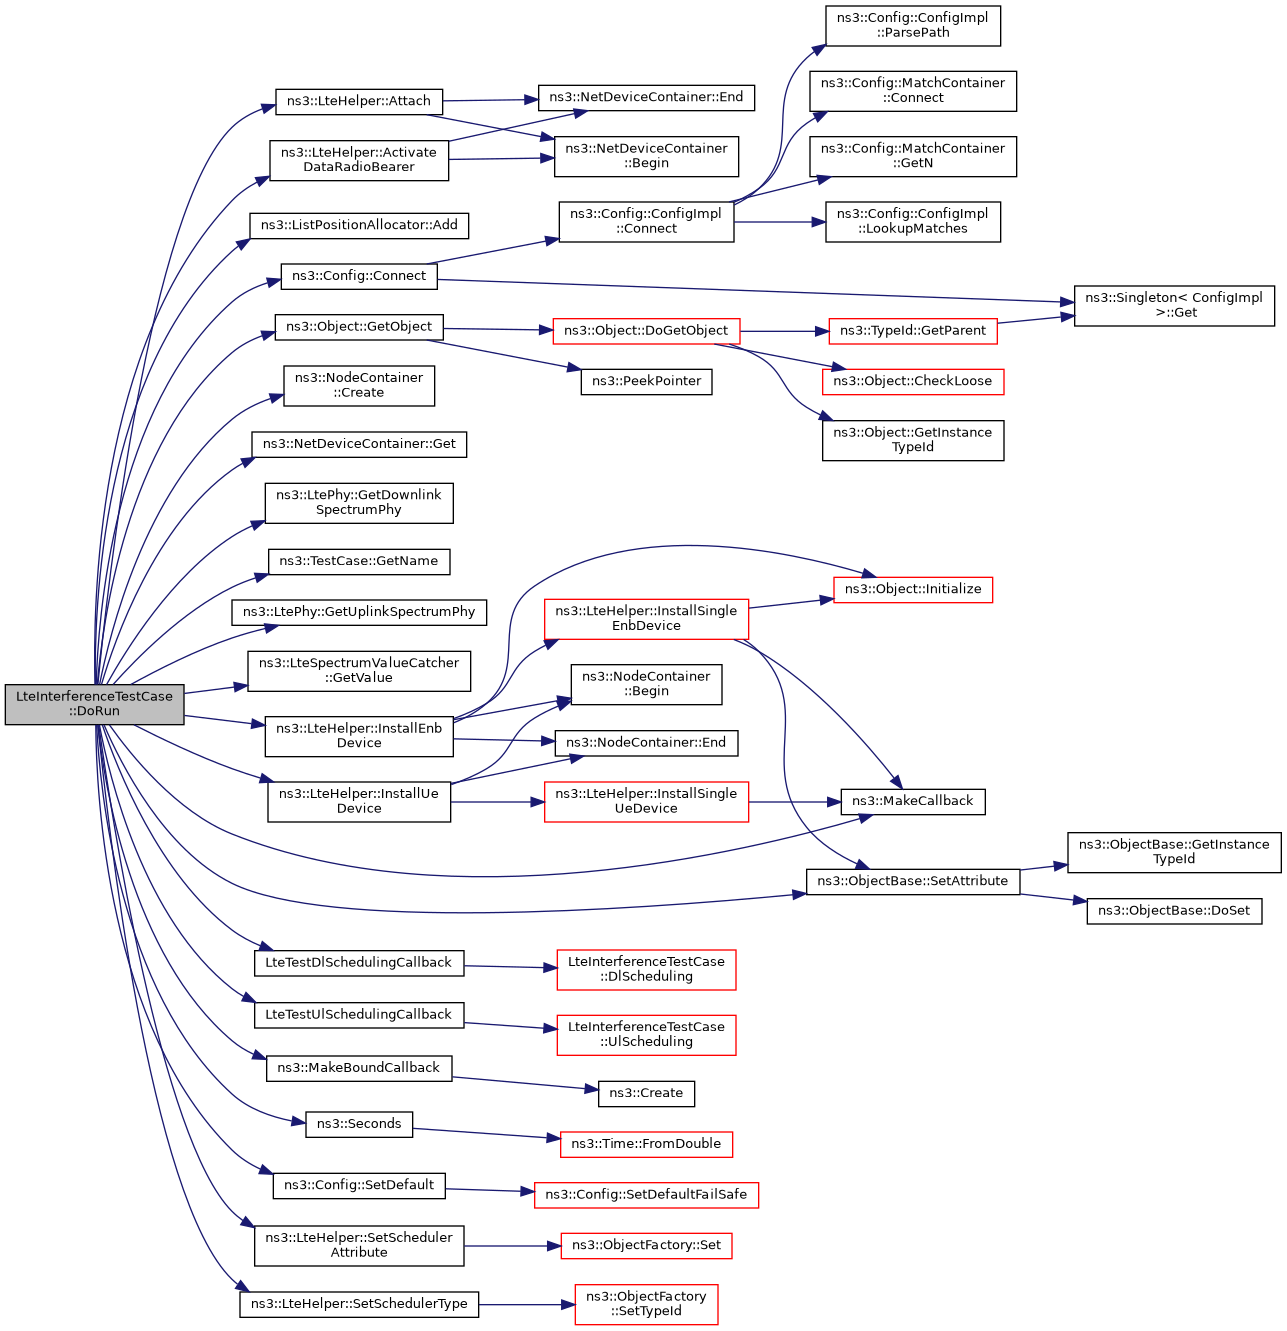 LteInterferenceTestCase
::DoRun
ns3::LteHelper::Attach
ns3::LteHelper::Activate
DataRadioBearer
ns3::ListPositionAllocator::Add
ns3::Config::Connect
ns3::Object::GetObject
ns3::NodeContainer
::Create
ns3::NetDeviceContainer::Get
ns3::LtePhy::GetDownlink
SpectrumPhy
ns3::TestCase::GetName
ns3::LtePhy::GetUplinkSpectrumPhy
ns3::LteSpectrumValueCatcher
::GetValue
ns3::LteHelper::InstallEnb
Device
ns3::LteHelper::InstallUe
Device
LteTestDlSchedulingCallback
LteTestUlSchedulingCallback
ns3::MakeBoundCallback
ns3::Seconds
ns3::Config::SetDefault
ns3::LteHelper::SetScheduler
Attribute
ns3::LteHelper::SetSchedulerType
ns3::NetDeviceContainer::End
ns3::NetDeviceContainer
::Begin
ns3::Config::ConfigImpl
::Connect
ns3::Object::DoGetObject
ns3::PeekPointer
ns3::LteHelper::InstallSingle
EnbDevice
ns3::NodeContainer
::Begin
ns3::NodeContainer::End
ns3::LteHelper::InstallSingle
UeDevice
LteInterferenceTestCase
::DlScheduling
LteInterferenceTestCase
::UlScheduling
ns3::Create
ns3::Time::FromDouble
ns3::Config::SetDefaultFailSafe
ns3::ObjectFactory::Set
ns3::ObjectFactory
::SetTypeId
ns3::Config::ConfigImpl
::ParsePath
ns3::Config::MatchContainer
::Connect
ns3::Config::MatchContainer
::GetN
ns3::Config::ConfigImpl
::LookupMatches
ns3::TypeId::GetParent
ns3::Object::CheckLoose
ns3::Object::GetInstance
TypeId
ns3::Object::Initialize
ns3::MakeCallback
ns3::ObjectBase::SetAttribute
ns3::Singleton< ConfigImpl
>::Get
ns3::ObjectBase::GetInstance
TypeId
ns3::ObjectBase::DoSet